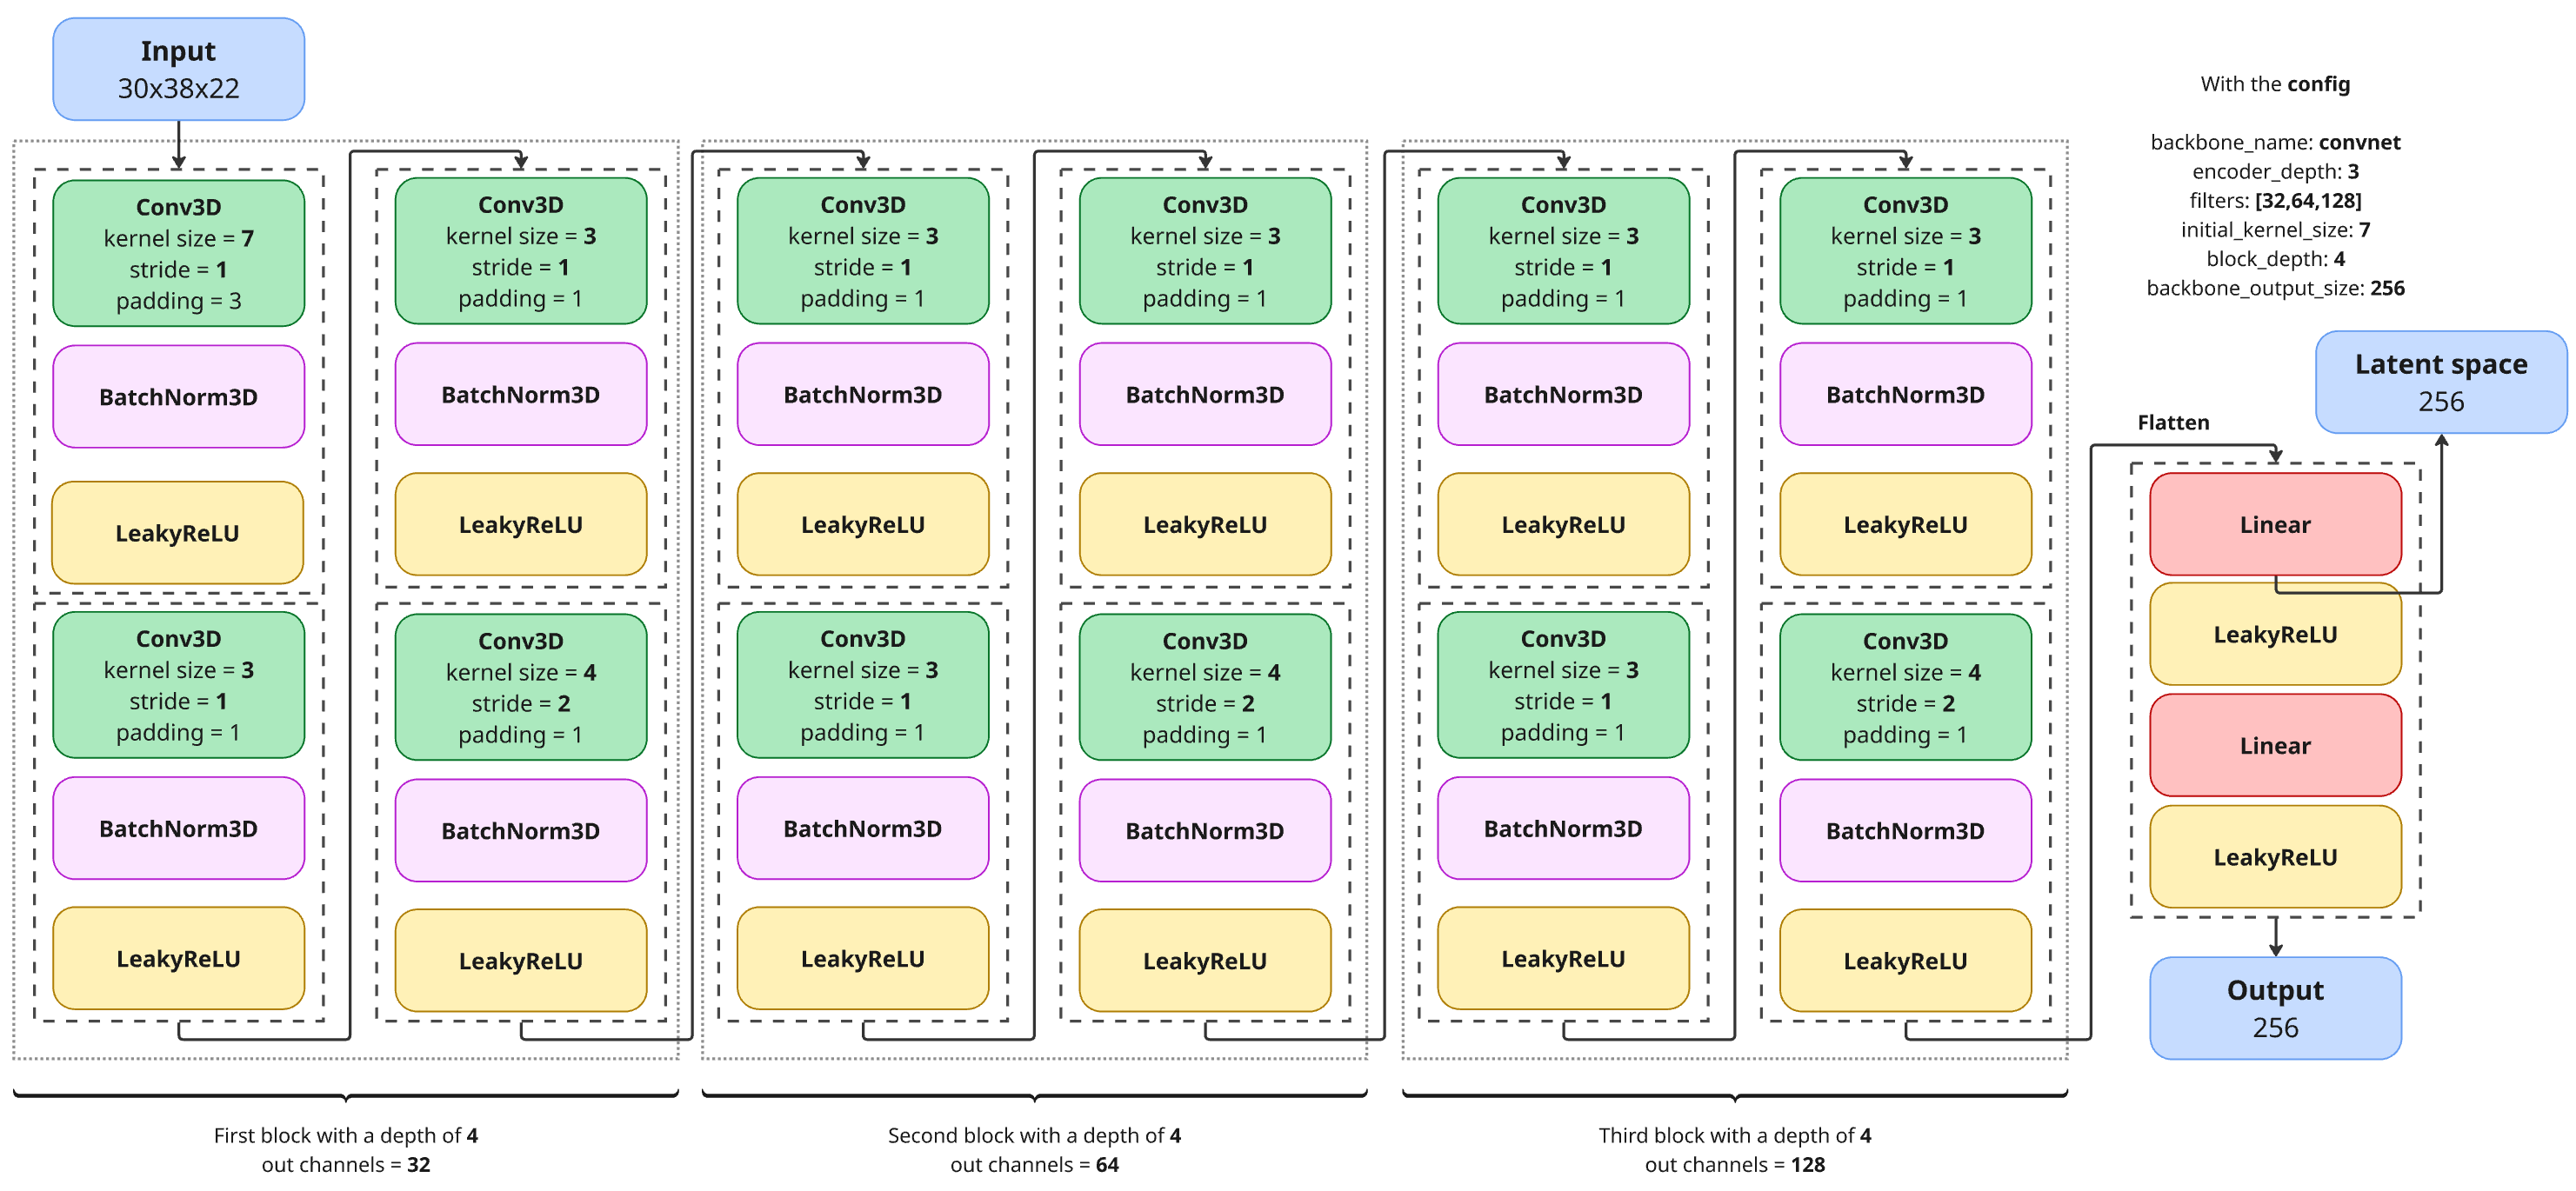 Input
30x38x22
Conv3D
kernel size = 7
stride = 1
padding = 3
BatchNorm3D
LeakyReLU
Conv3D
kernel size = 3
stride = 1
padding = 1
BatchNorm3D
LeakyReLU
Conv3D
kernel size = 3
stride = 1
padding = 1
BatchNorm3D
LeakyReLU
Conv3D
kernel size = 4
stride = 2
padding = 1
BatchNorm3D
LeakyReLU
First block with a depth of 4
out channels = 32
Conv3D
kernel size = 3
stride = 1
padding = 1
BatchNorm3D
LeakyReLU
Conv3D
kernel size = 3
stride = 1
padding = 1
BatchNorm3D
LeakyReLU
Conv3D
kernel size = 3
stride = 1
padding = 1
BatchNorm3D
LeakyReLU
Conv3D
kernel size = 4
stride = 2
padding = 1
BatchNorm3D
LeakyReLU
Second block with a depth of 4
out channels = 64
Conv3D
kernel size = 3
stride = 1
padding = 1
BatchNorm3D
LeakyReLU
Conv3D
kernel size = 3
stride = 1
padding = 1
BatchNorm3D
LeakyReLU
Conv3D
kernel size = 3
stride = 1
padding = 1
BatchNorm3D
LeakyReLU
Conv3D
kernel size = 4
stride = 2
padding = 1
BatchNorm3D
LeakyReLU
Third block with a depth of 4
out channels = 128
With the config
backbone_name: convnet
encoder_depth: 3
filters: [32,64,128]
initial_kernel_size: 7
block_depth: 4
backbone_output_size: 256
Flatten
Linear
LeakyReLU
Linear
LeakyReLU
Latent space
256
Output
256